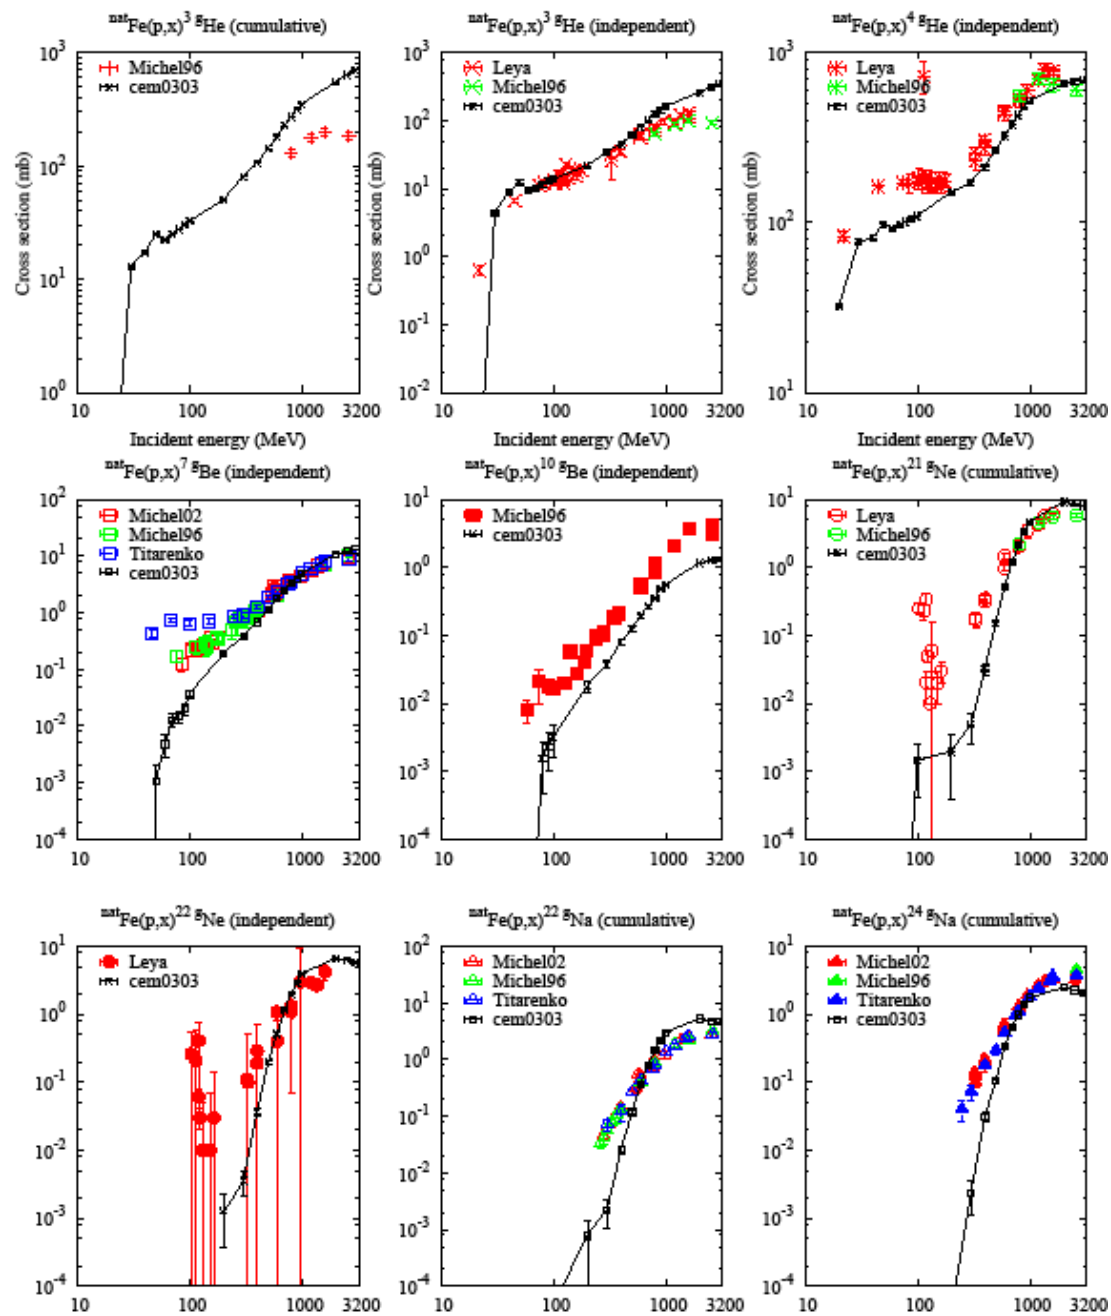 natFe(p,x)3 gHe (cumulative)
Cross section (mb)
10^3
10^2
10^1
10^0
Michel96
cem0303
10 100 1000 3200
Incident energy (MeV)
natFe(p,x)3 gHe (independent)
Cross section (mb)
10^3
10^2
10^1
10^0
10^-1
10^-2
Leya
Michel96
cem0303
10 100 1000 3200
Incident energy (MeV)
natFe(p,x)4 gHe (independent)
Cross section (mb)
10^3
10^2
10^1
Leya
Michel96
cem0303
10 100 1000 3200
Incident energy (MeV)
natFe(p,x)7 gBe (independent)
10^2
10^1
10^0
10^-1
10^-2
10^-3
10^-4
Michel02
Michel96
Titarenko
cem0303
10 100 1000 3200
natFe(p,x)10 gBe (independent)
10^1
10^0
10^-1
10^-2
10^-3
10^-4
Michel96
cem0303
10 100 1000 3200
natFe(p,x)21 gNe (cumulative)
10^1
10^0
10^-1
10^-2
10^-3
10^-4
Leya
Michel96
cem0303
10 100 1000 3200
natFe(p,x)22 gNe (independent)
10^1
10^0
10^-1
10^-2
10^-3
10^-4
Leya
cem0303
10 100 1000 3200
natFe(p,x)22 gNa (cumulative)
10^2
10^1
10^0
10^-1
10^-2
10^-3
10^-4
Michel02
Michel96
Titarenko
cem0303
10 100 1000 3200
natFe(p,x)24 gNa (cumulative)
10^1
10^0
10^-1
10^-2
10^-3
10^-4
Michel02
Michel96
Titarenko
cem0303
10 100 1000 3200